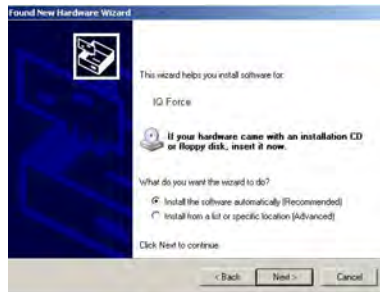 Found New Hardware Wizard
This wizard helps you install software for:
IQ Force
If your hardware came with an installation CD
or floppy disk, insert it now.
What do you want the wizard to do?
Install the software automatically (Recommended)
Install from a list or specific location (Advanced)
Click Next to continue
< Back Next > Cancel